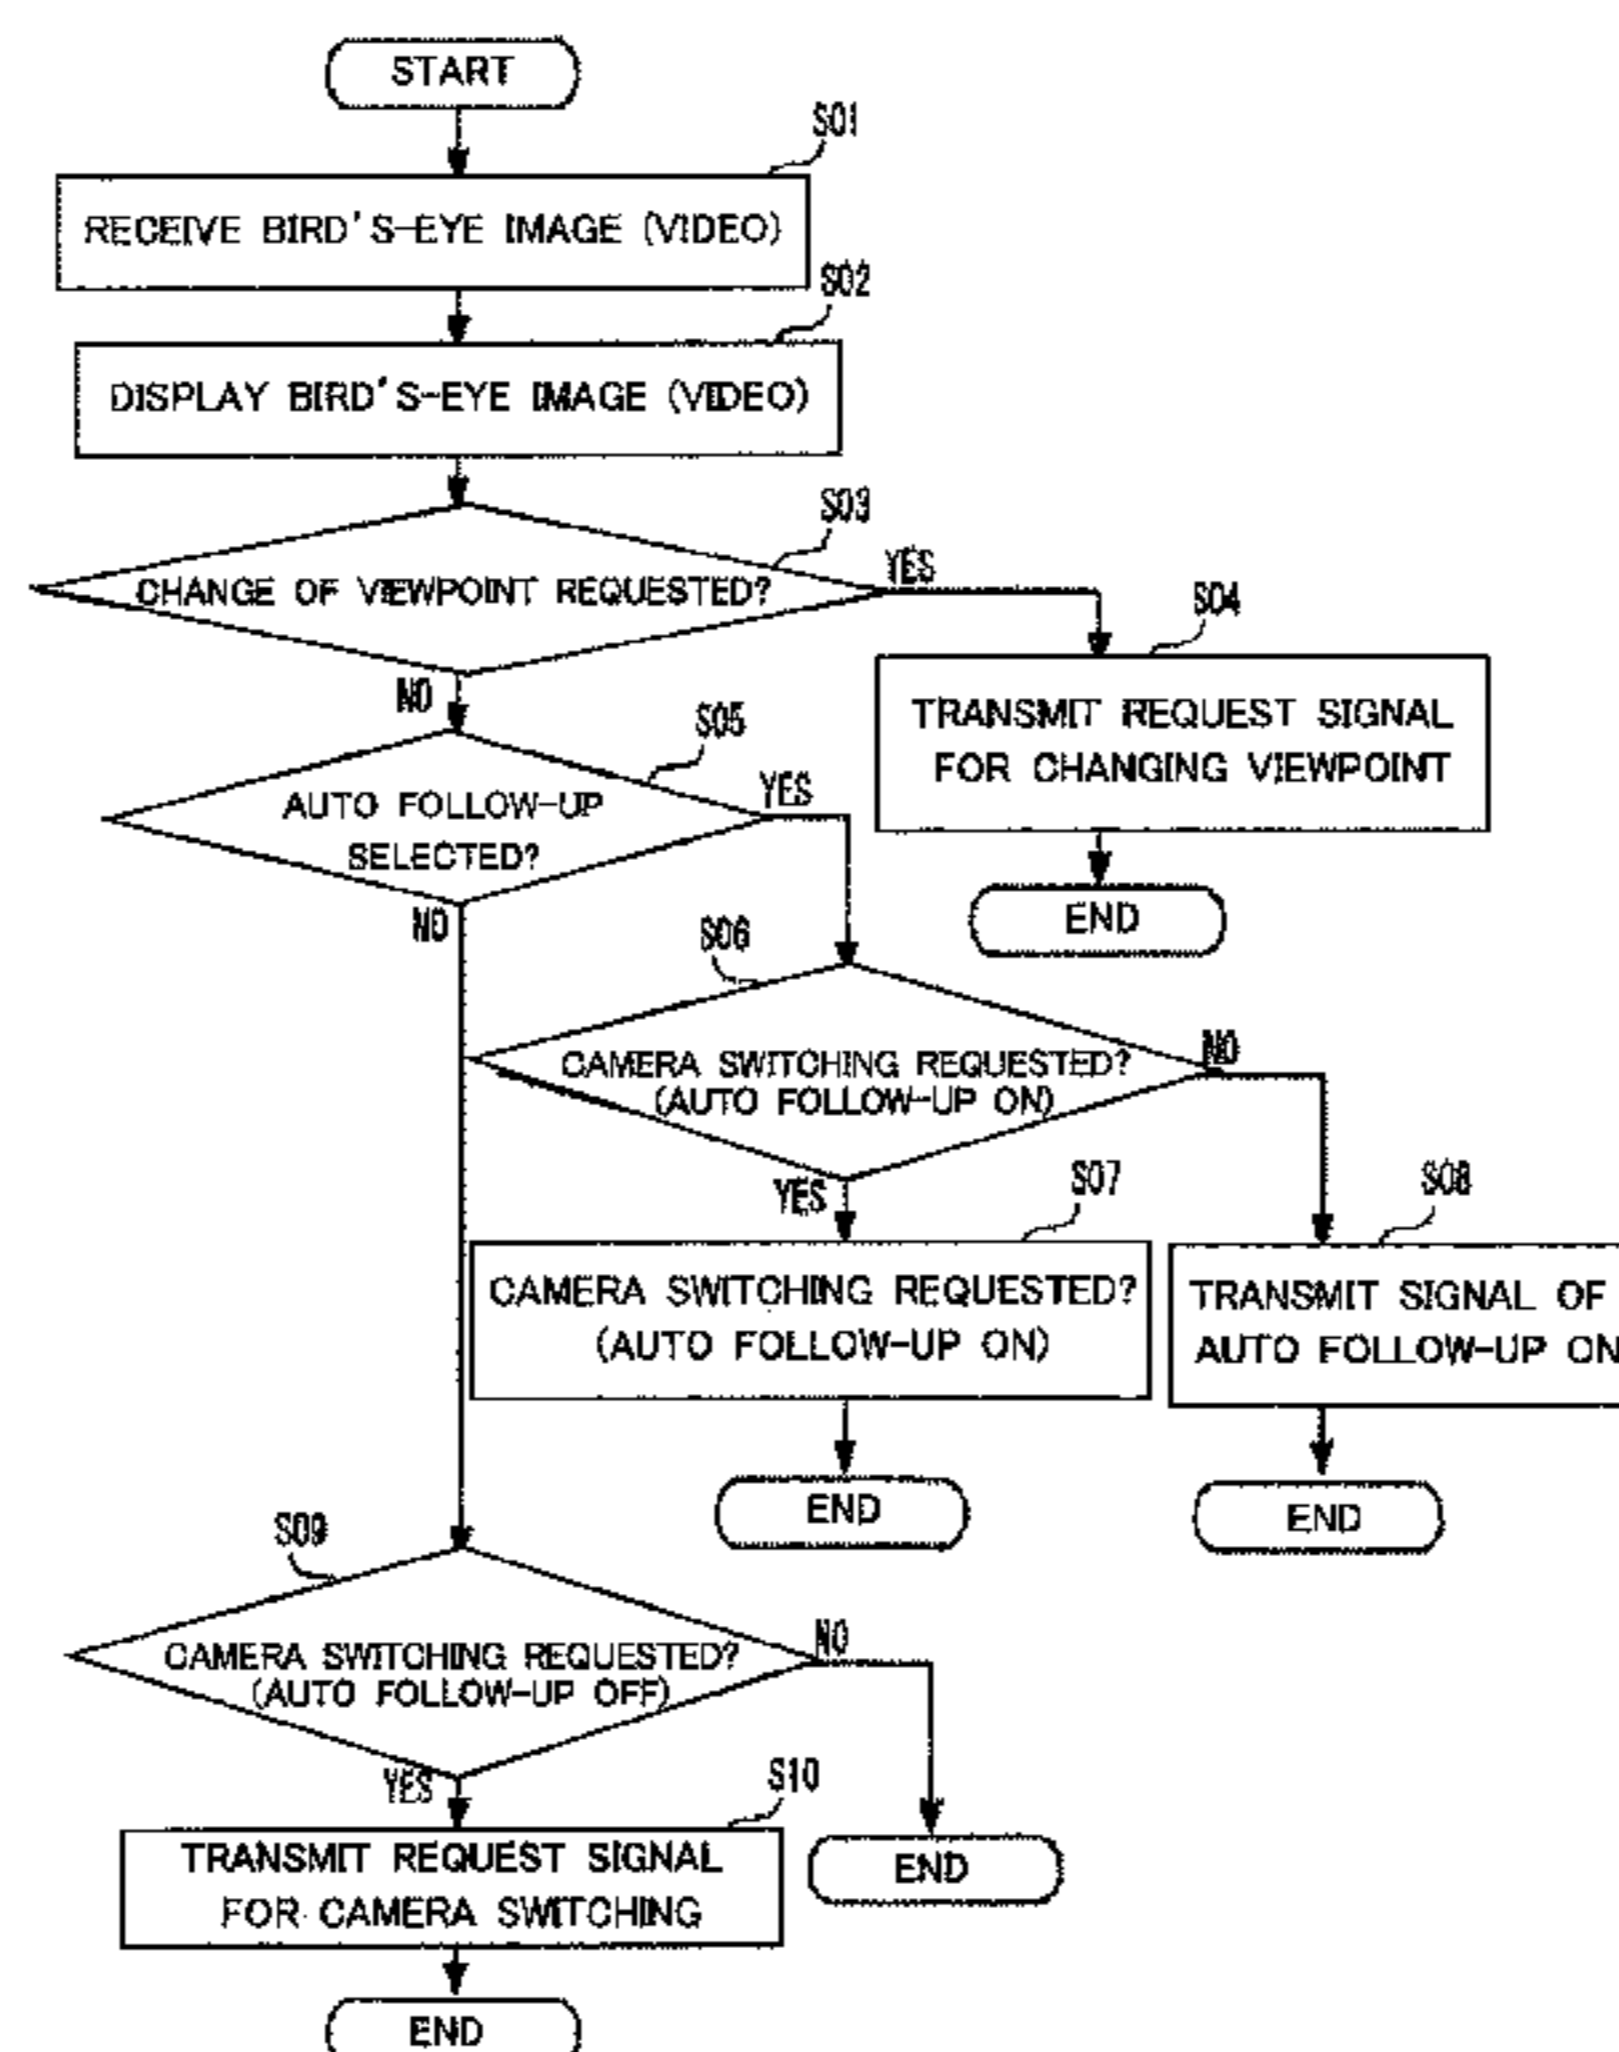 START
S01
RECEIVE BIRD'S-EYE IMAGE (VIDEO)
S02
DISPLAY BIRD'S-EYE IMAGE (VIDEO)
S03
CHANGE OF VIEWPOINT REQUESTED?
YES
NO
S04
TRANSMIT REQUEST SIGNAL
FOR CHANGING VIEWPOINT
END
S05
AUTO FOLLOW-UP
SELECTED?
YES
NO
S06
CAMERA SWITCHING REQUESTED?
(AUTO FOLLOW-UP ON)
NO
YES
S07
CAMERA SWITCHING REQUESTED?
(AUTO FOLLOW-UP ON)
END
S08
TRANSMIT SIGNAL OF
AUTO FOLLOW-UP ON
END
S09
CAMERA SWITCHING REQUESTED?
(AUTO FOLLOW-UP OFF)
NO
YES
END
S10
TRANSMIT REQUEST SIGNAL
FOR CAMERA SWITCHING
END